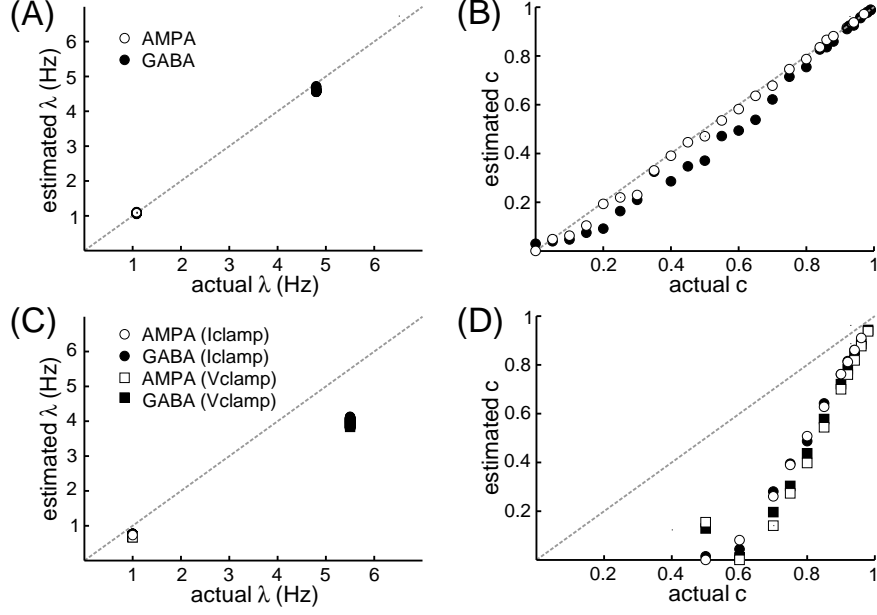 (A)
AMPA
GABA
estimated λ (Hz)
7
6
5
4
3
2
1
1 2 3 4 5 6
actual λ (Hz)
(B)
estimated c
1
0.8
0.6
0.4
0.2
0.2 0.4 0.6 0.8 1
actual c
(C)
AMPA (Iclamp)
GABA (Iclamp)
AMPA (Vclamp)
GABA (Vclamp)
estimated λ (Hz)
7
6
5
4
3
2
1
1 2 3 4 5 6
actual λ (Hz)
(D)
estimated c
1
0.8
0.6
0.4
0.2
0.2 0.4 0.6 0.8 1
actual c